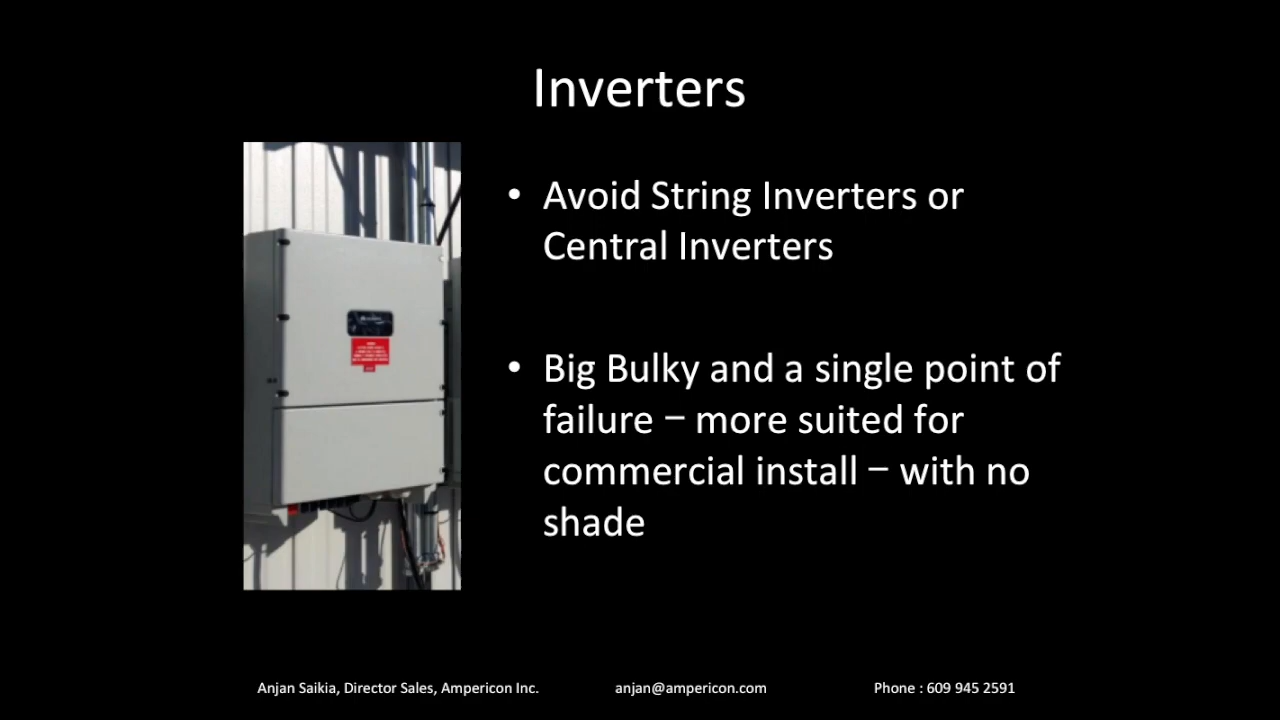 Inverters
• Avoid String Inverters or
Central Inverters
• Big Bulky and a single point of
failure – more suited for
commercial install – with no
shade
Anjan Saikia, Director Sales, Ampericon Inc. anjan@ampericon.com Phone : 609 945 2591